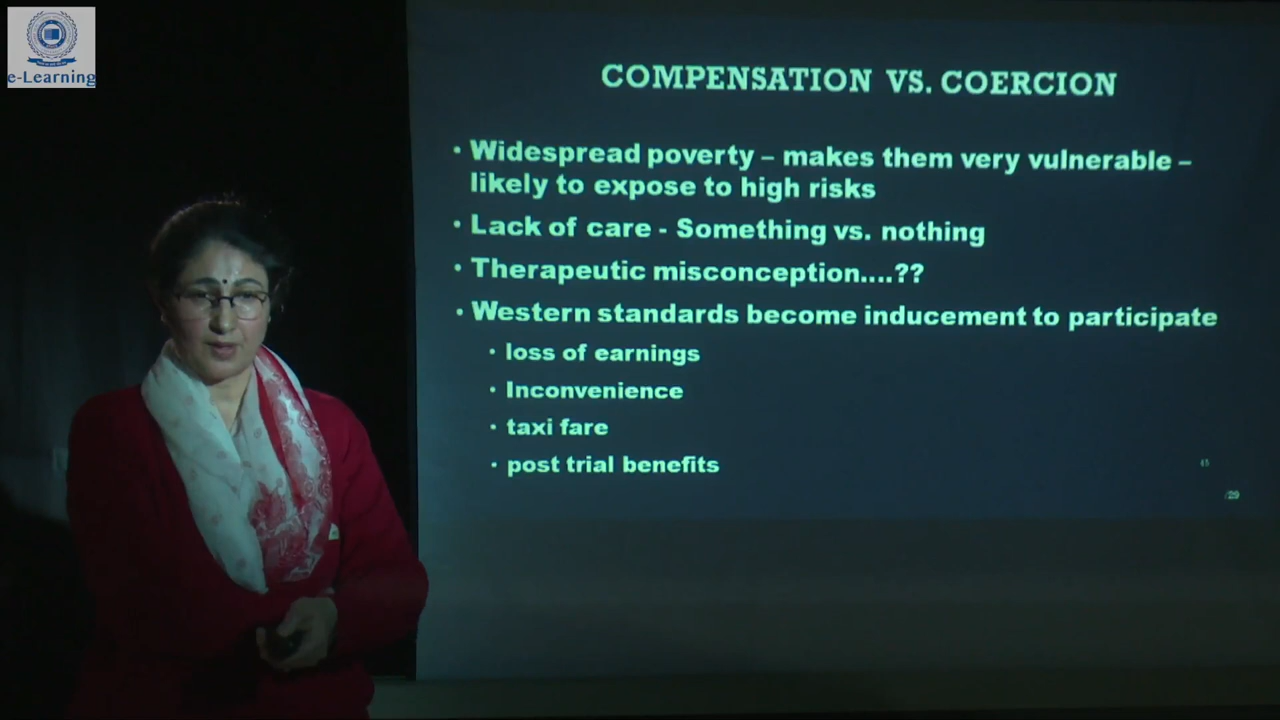 e-Learning
COMPENSATION VS. COERCION
• Widespread poverty – makes them very vulnerable –
likely to expose to high risks
• Lack of care - Something vs. nothing
• Therapeutic misconception....??
• Western standards become inducement to participate
• loss of earnings
• Inconvenience
• taxi fare
• post trial benefits
45
/29